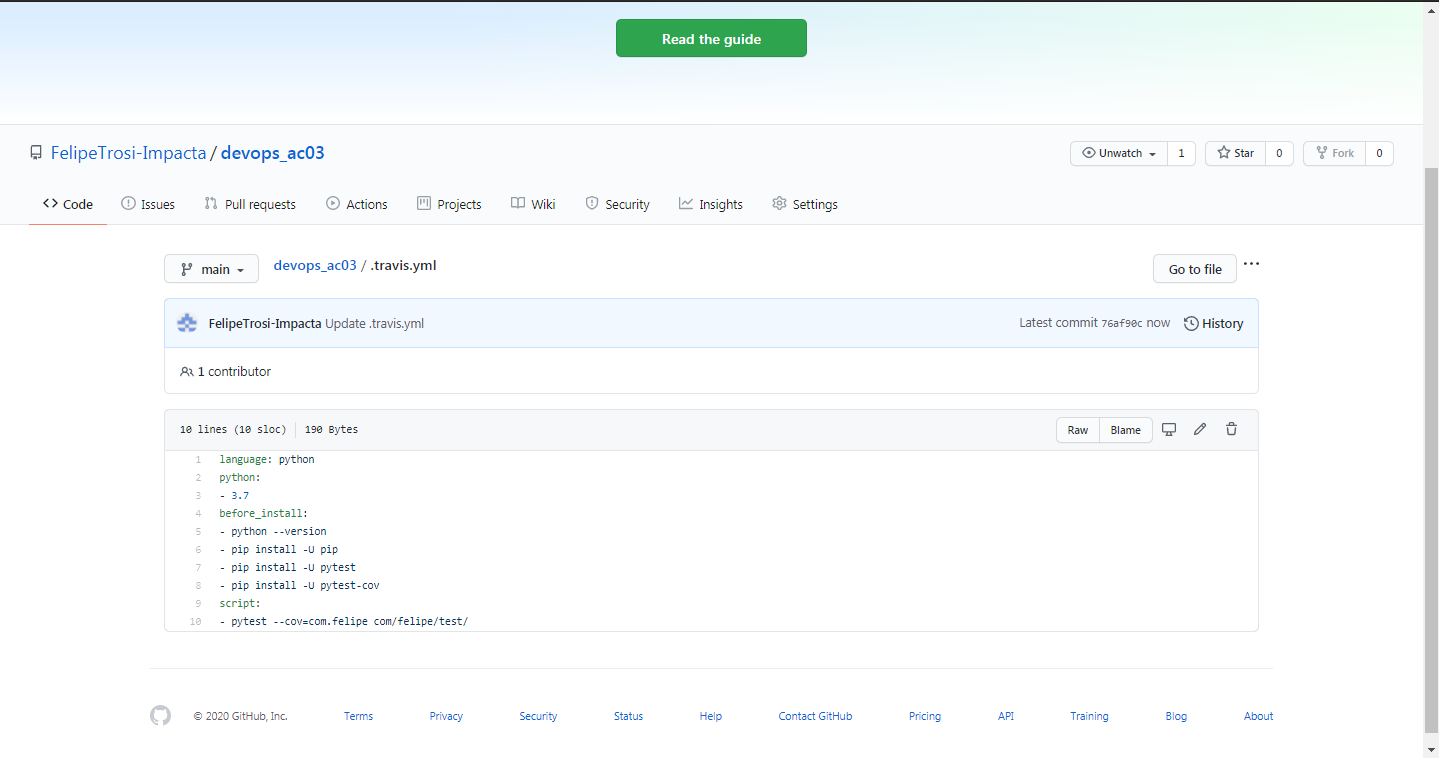 Read the guide
FelipeTrosi-Impacta / devops_ac03
Unwatch 1 Star 0 Fork 0
Code Issues Pull requests Actions Projects Wiki Security Insights Settings
main devops_ac03 / .travis.yml Go to file ...
FelipeTrosi-Impacta Update .travis.yml Latest commit 76af90c now History
1 contributor
10 lines (10 sloc) 190 Bytes Raw Blame
1 language: python
2 python:
3 - 3.7
4 before_install:
5 - python --version
6 - pip install -U pip
7 - pip install -U pytest
8 - pip install -U pytest-cov
9 script:
10 - pytest --cov=com.felipe com/felipe/test/
© 2020 GitHub, Inc. Terms Privacy Security Status Help Contact GitHub Pricing API Training Blog About